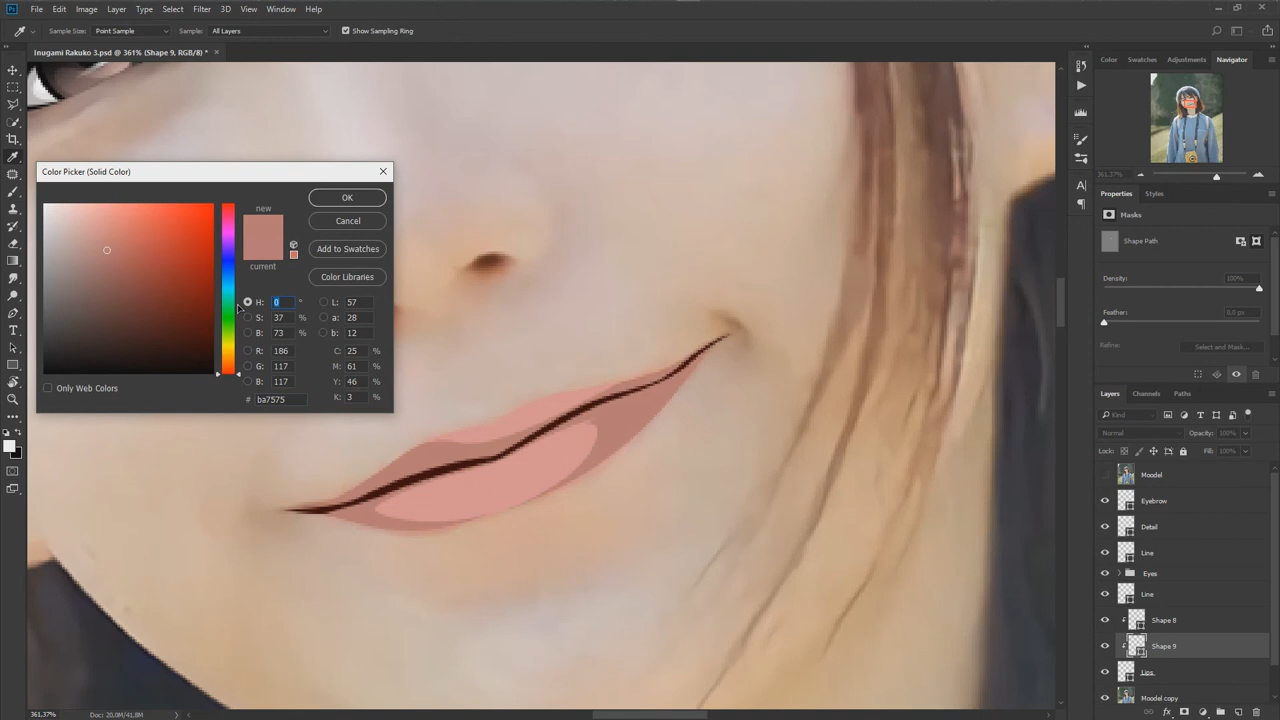 Ps File Edit Image Layer Type Select Filter 3D View Window Help
Sample Size: Point Sample Sample: All Layers Show Sampling Ring
Inugami Rakuko 3.psd @ 361% (Shape 9, RGB/8) * ×
Color Picker (Solid Color)
new
current
OK
Cancel
Add to Swatches
Color Libraries
H: 0 ° L: 57
S: 37 % a: 28
B: 73 % b: 12
R: 186 C: 25 %
G: 117 M: 61 %
B: 117 Y: 46 %
# ba7575 K: 3 %
Only Web Colors
Color Swatches Adjustments Navigator
361,37%
Properties Styles
Masks
Shape Path
Density: 100%
Feather: 0,0 px
Refine: Select and Mask...
Layers Channels Paths
Kind
Normal Opacity: 100%
Lock: Fill: 100%
Moodel
Eyebrow
Detail
Line
Eyes
Line
Shape 8
Shape 9
Lips
Moodel copy
361,37% Doc: 20,0M/41,8M